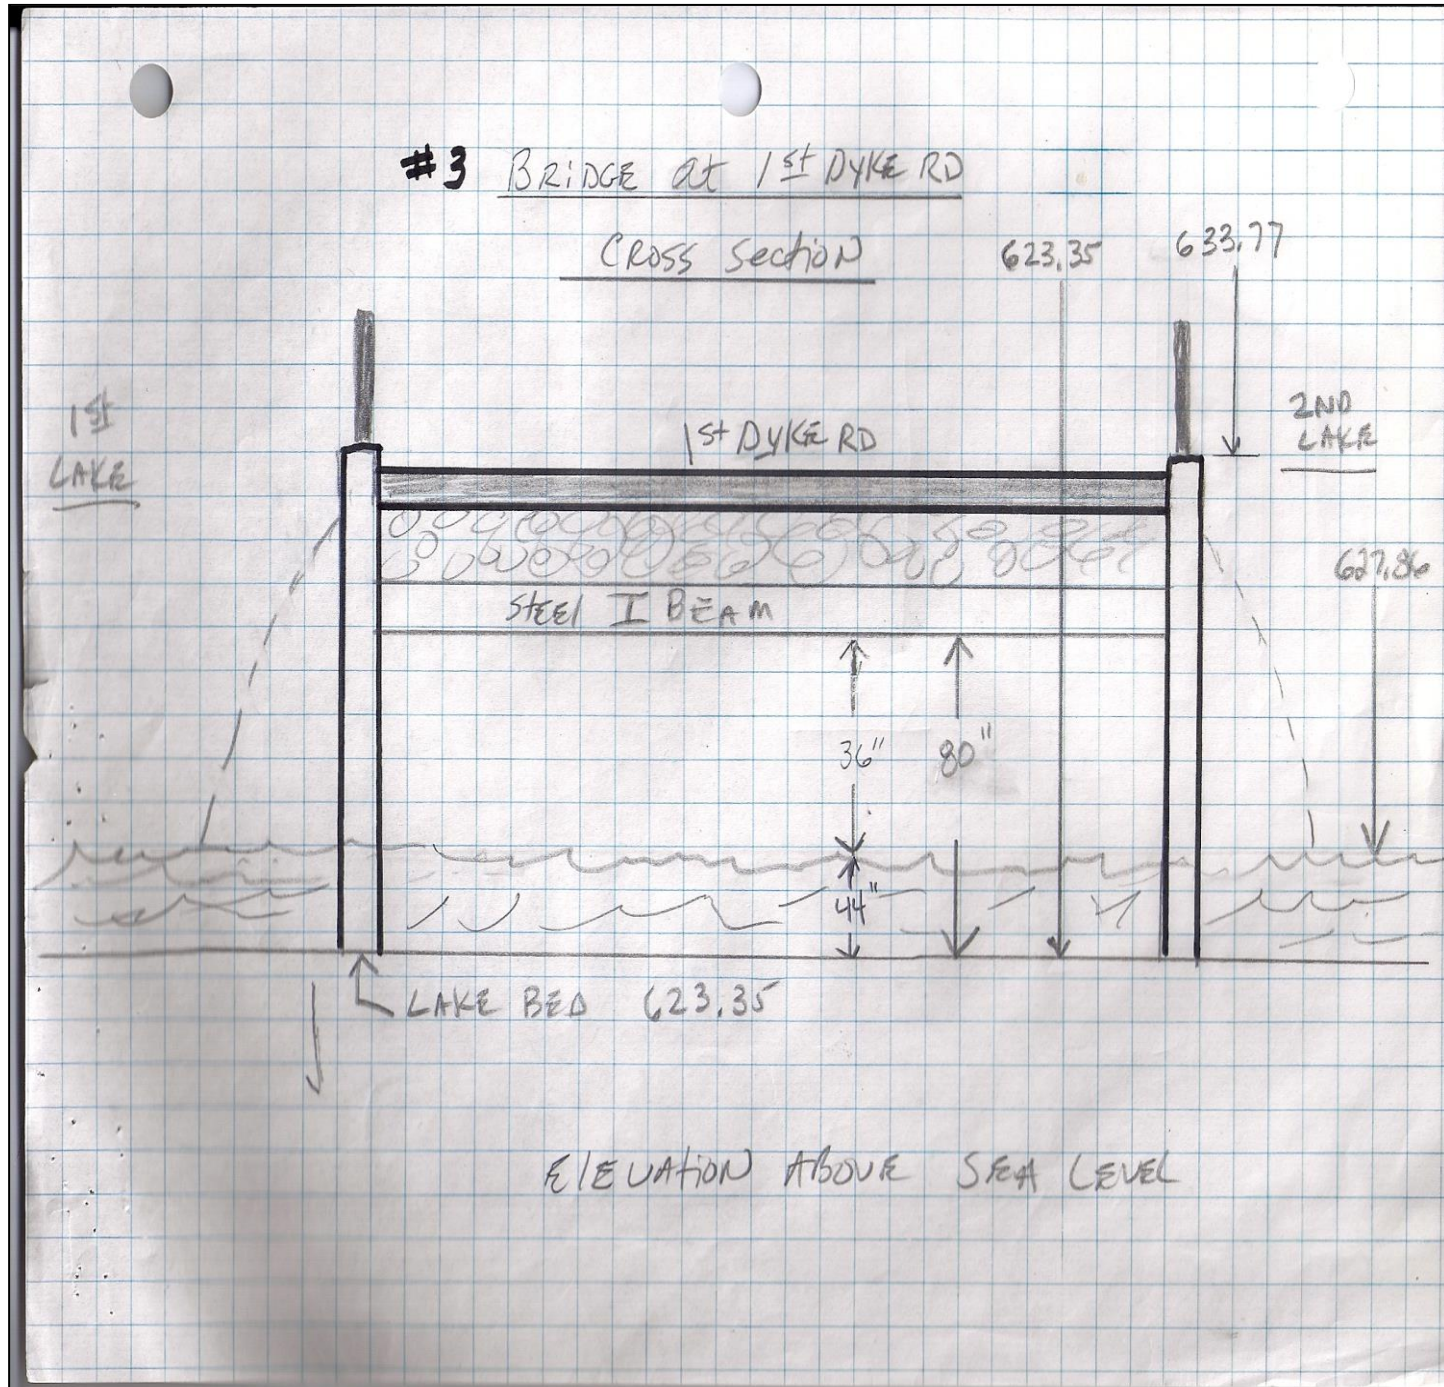 #3 BRIDGE at 1st DYKE RD
CROSS SectioN
623.35
633.77
1st
LAKE
1st DYKE RD
2ND
LAKE
627.86
StEEl I BEAM
36"
80"
44"
LAKE BED 623.35
ElEVAtiON ABOVE SEA LEVEL